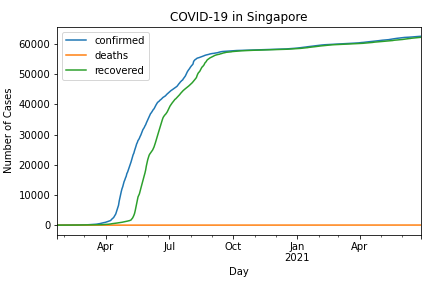 COVID-19 in Singapore
confirmed
deaths
recovered
60000
50000
40000
30000
20000
10000
0
Number of Cases
Apr
Jul
Oct
Jan
2021
Apr
Day